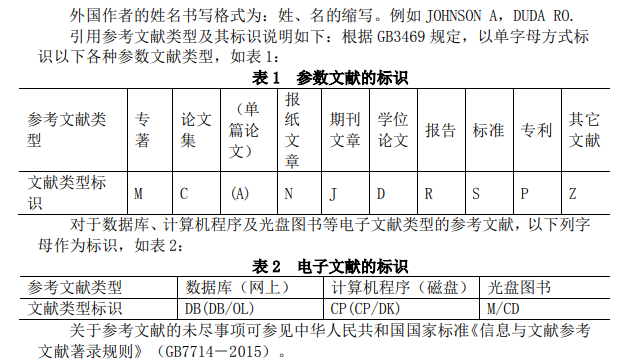 外国作者的姓名书写格式为：姓、名的缩写。例如 JOHNSON A，DUDA RO.
引用参考文献类型及其标识说明如下：根据 GB3469 规定，以单字母方式标
识以下各种参数文献类型，如表 1：
表 1 参数文献的标识
参考文献类型 专著 论文集 （单篇论文） 报纸文章 期刊文章 学位论文 报告 标准 专利 其它文献
文献类型标识 M C (A) N J D R S P Z
对于数据库、计算机程序及光盘图书等电子文献类型的参考文献，以下列字
母作为标识，如表 2：
表 2 电子文献的标识
参考文献类型 数据库（网上） 计算机程序（磁盘） 光盘图书
文献类型标识 DB(DB/OL) CP(CP/DK) M/CD
关于参考文献的未尽事项可参见中华人民共和国国家标准《信息与文献参考
文献著录规则》（GB7714－2015）。